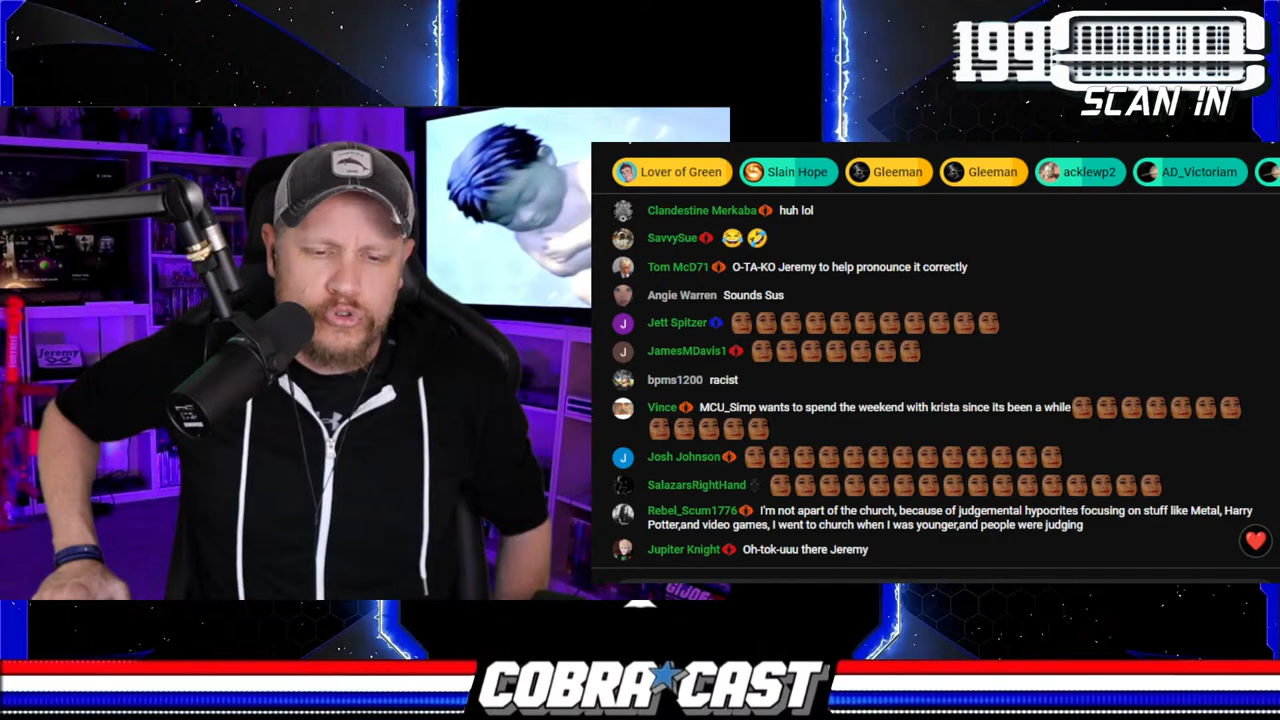 199
SCAN IN
Lover of Green
Slain Hope
Gleeman
Gleeman
acklewp2
AD_Victoriam
Clandestine Merkaba huh lol
SavvySue 😂 🤣
Tom McD71 O-TA-KO Jeremy to help pronounce it correctly
Angie Warren Sounds Sus
J Jett Spitzer
J JamesMDavis1
bpms1200 racist
Vince MCU_Simp wants to spend the weekend with krista since its been a while
J Josh Johnson
SalazarsRightHand
Rebel_Scum1776 I'm not apart of the church, because of judgemental hypocrites focusing on stuff like Metal, Harry
Potter,and video games, I went to church when I was younger,and people were judging
Jupiter Knight Oh-tok-uuu there Jeremy
Jeremy
GIJOE
COBRA CAST